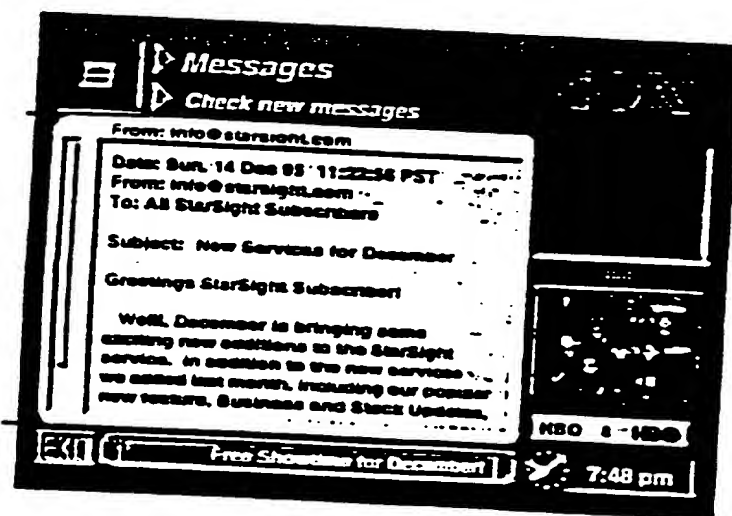 Messages
Check new messages
From: info@starsight.com
Date: Sun, 14 Dec 95 11:22:56 PST
From: info@starsight.com
To: All StarSight Subscribers
Subject: New Services for December
Greetings StarSight Subscriber!
Well, December is bringing some
exciting new additions to the StarSight
service. In addition to the new services
we added last month, including our popular
new feature, Business and Stock Updates,
HBO 8 HBO
EXIT
Free Showtime for December!
7:48 pm